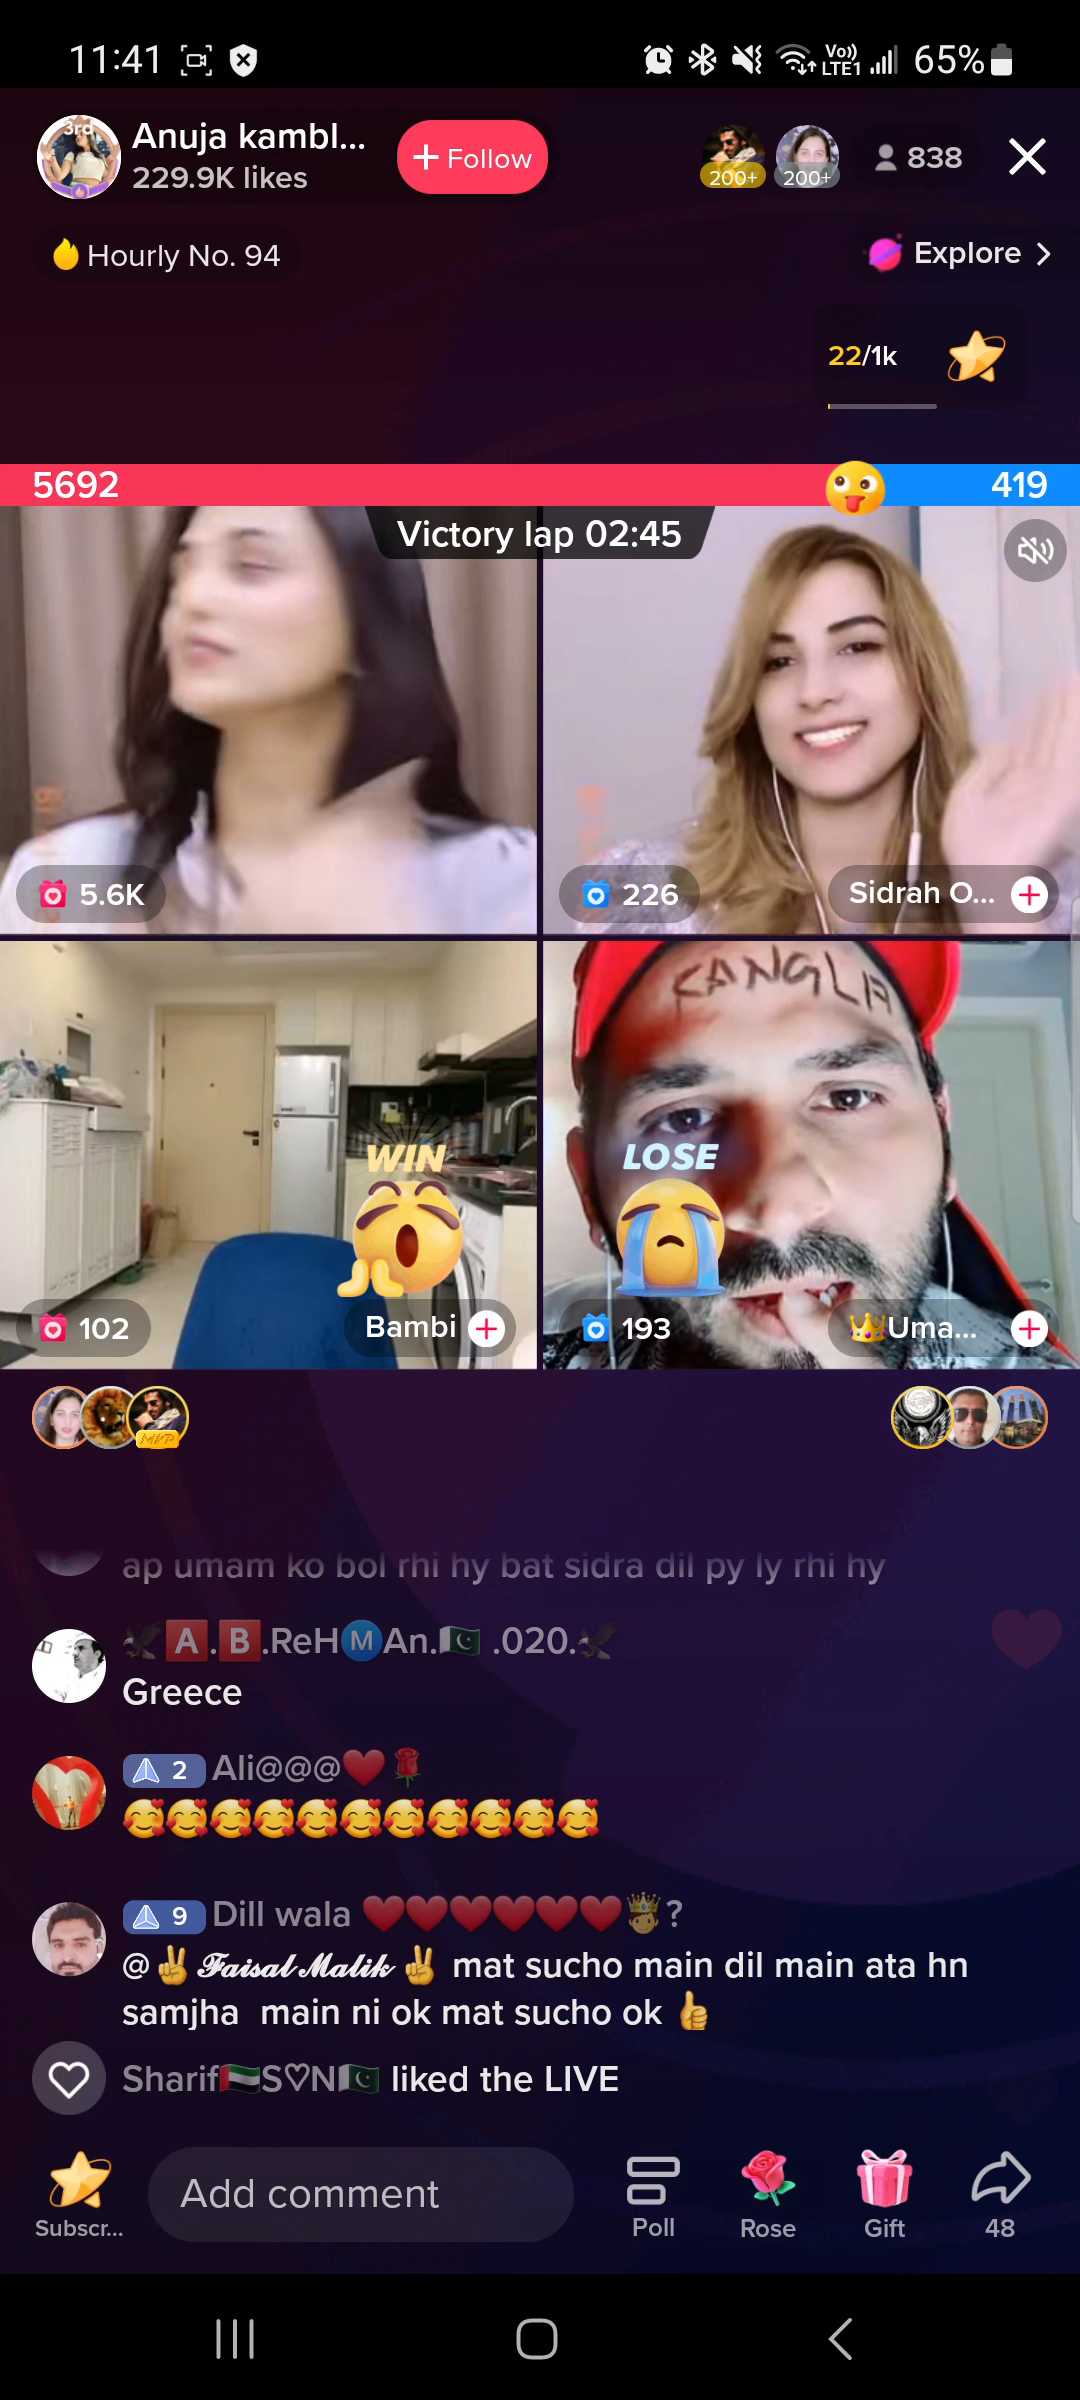 11:41 Vo)) LTE1 65%
3rd
Anuja kambl...
229.9K likes
+ Follow
200+ 200+
838
Hourly No. 94
Explore >
22/1k
5692 419
Victory lap 02:45
5.6K
226
Sidrah O...
KANGLA
WIN
LOSE
102
Bambi
193
👑Uma...
MVP
ap umam ko bol rhi hy bat sidra dil py ly rhi hy
🦅🅰.🅱.ReHⓂAn.🇵🇰 .020.🦅
Greece
2 Ali@@@❤️🌹
🥰🥰🥰🥰🥰🥰🥰🥰🥰🥰🥰
9 Dill wala ❤️❤️❤️❤️❤️❤️🤴?
@✌️𝓕𝓪𝓲𝓼𝓪𝓵 𝓜𝓪𝓵𝓲𝓴✌️ mat sucho main dil main ata hn
samjha main ni ok mat sucho ok 👍
Sharif🇦🇪S♡N🇵🇰 liked the LIVE
Subscr...
Add comment
Poll
Rose
Gift
48